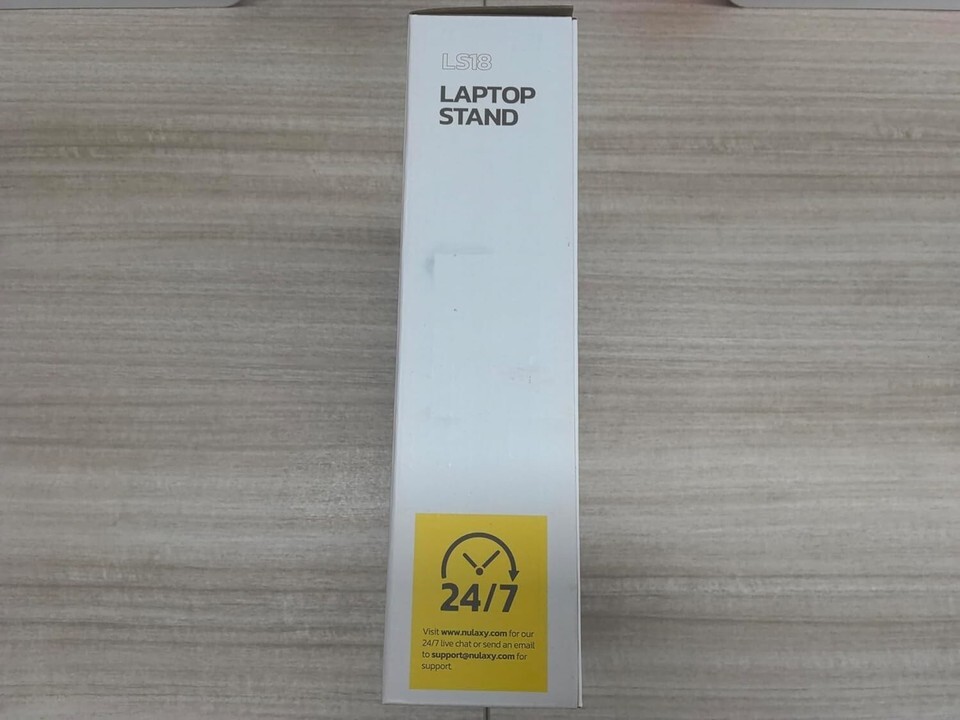 LS18
LAPTOP
STAND
24/7
Visit www.nulaxy.com for our
24/7 live chat or send an email
to support@nulaxy.com for
support.